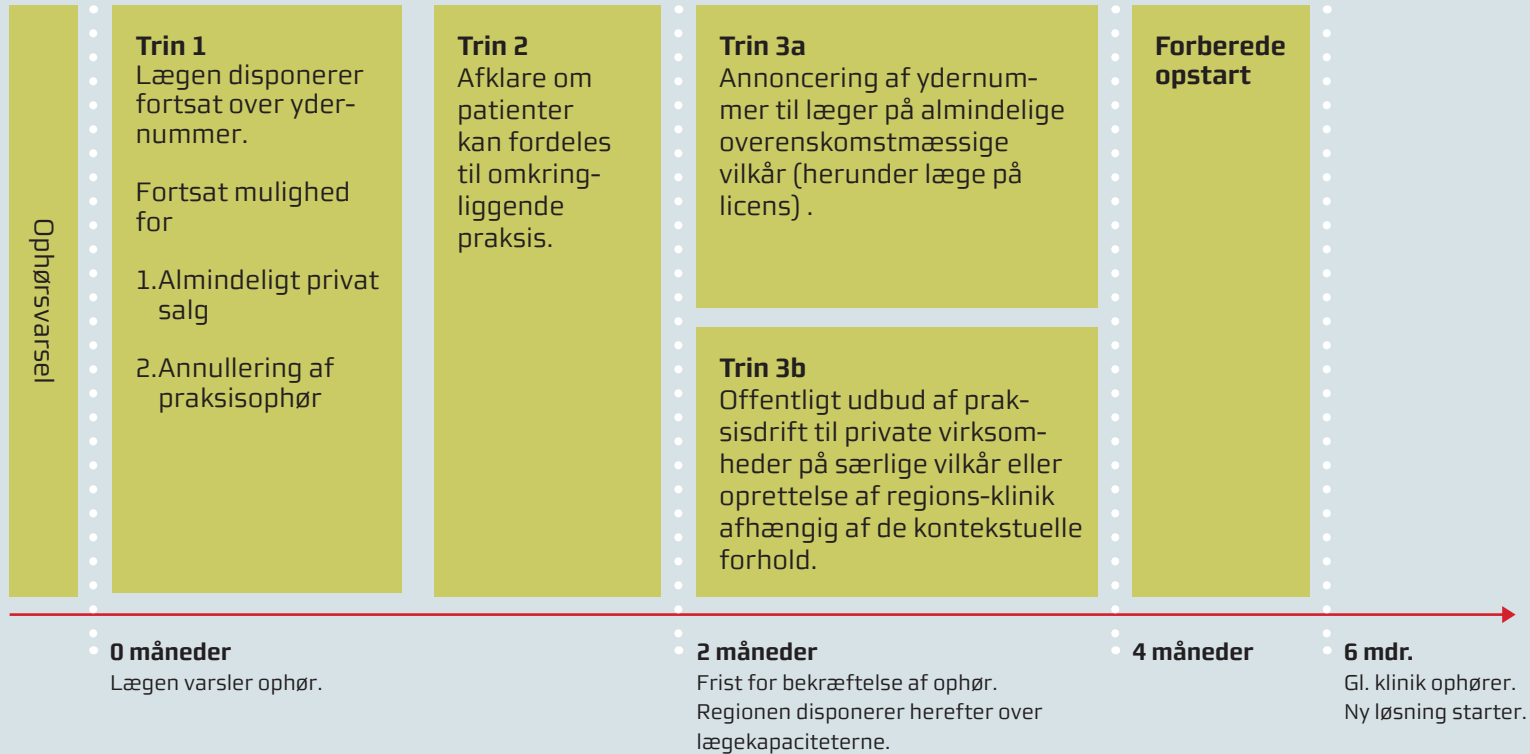 Ophørsvarsel
Trin 1
Lægen disponerer
fortsat over yder-
nummer.
Fortsat mulighed
for
1.Almindeligt privat
salg
2.Annullering af
praksisophør
Trin 2
Afklare om
patienter
kan fordeles
til omkring-
liggende
praksis.
Trin 3a
Annoncering af ydernum-
mer til læger på almindelige
overenskomstmæssige
vilkår (herunder læge på
licens) .
Trin 3b
Offentligt udbud af prak-
sisdrift til private virksom-
heder på særlige vilkår eller
oprettelse af regions-klinik
afhængig af de kontekstuelle
forhold.
Forberede
opstart
0 måneder
Lægen varsler ophør.
2 måneder
Frist for bekræftelse af ophør.
Regionen disponerer herefter over
lægekapaciteterne.
4 måneder
6 mdr.
Gl. klinik ophører.
Ny løsning starter.